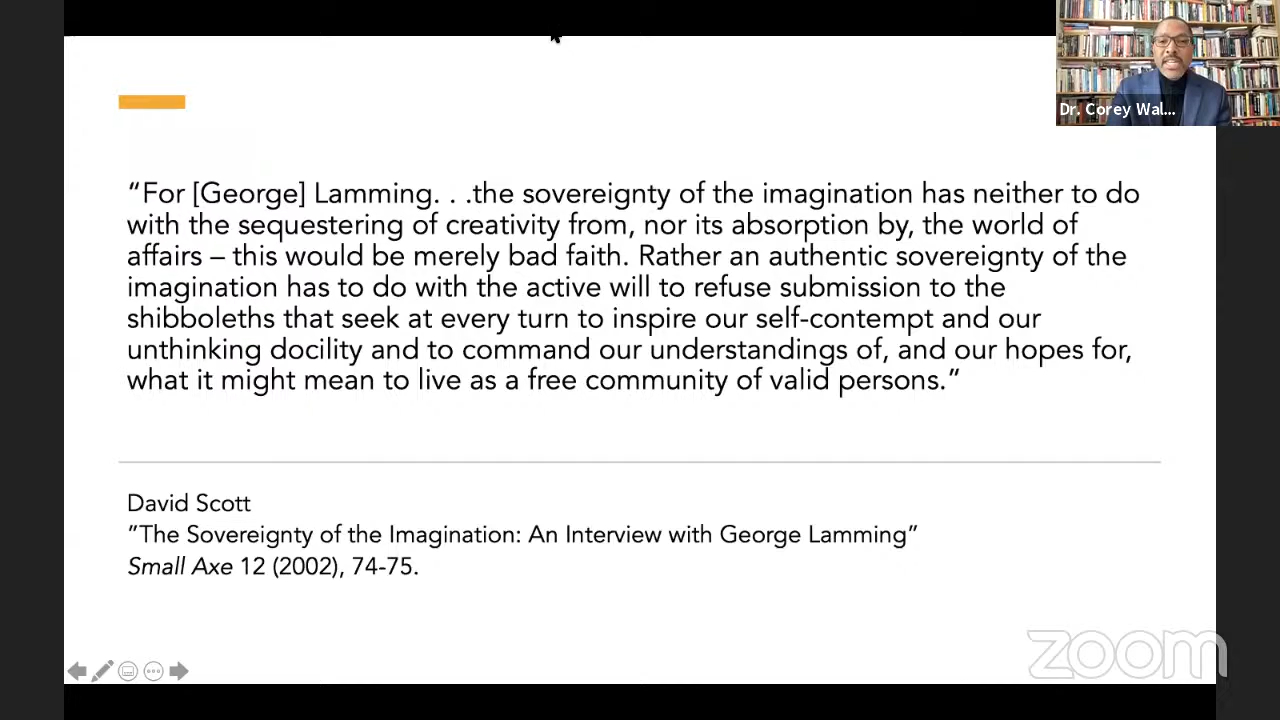 Dr. Corey Wal...
“For [George] Lamming. . .the sovereignty of the imagination has neither to do
with the sequestering of creativity from, nor its absorption by, the world of
affairs – this would be merely bad faith. Rather an authentic sovereignty of the
imagination has to do with the active will to refuse submission to the
shibboleths that seek at every turn to inspire our self-contempt and our
unthinking docility and to command our understandings of, and our hopes for,
what it might mean to live as a free community of valid persons.”
David Scott
”The Sovereignty of the Imagination: An Interview with George Lamming”
Small Axe 12 (2002), 74-75.
zoom